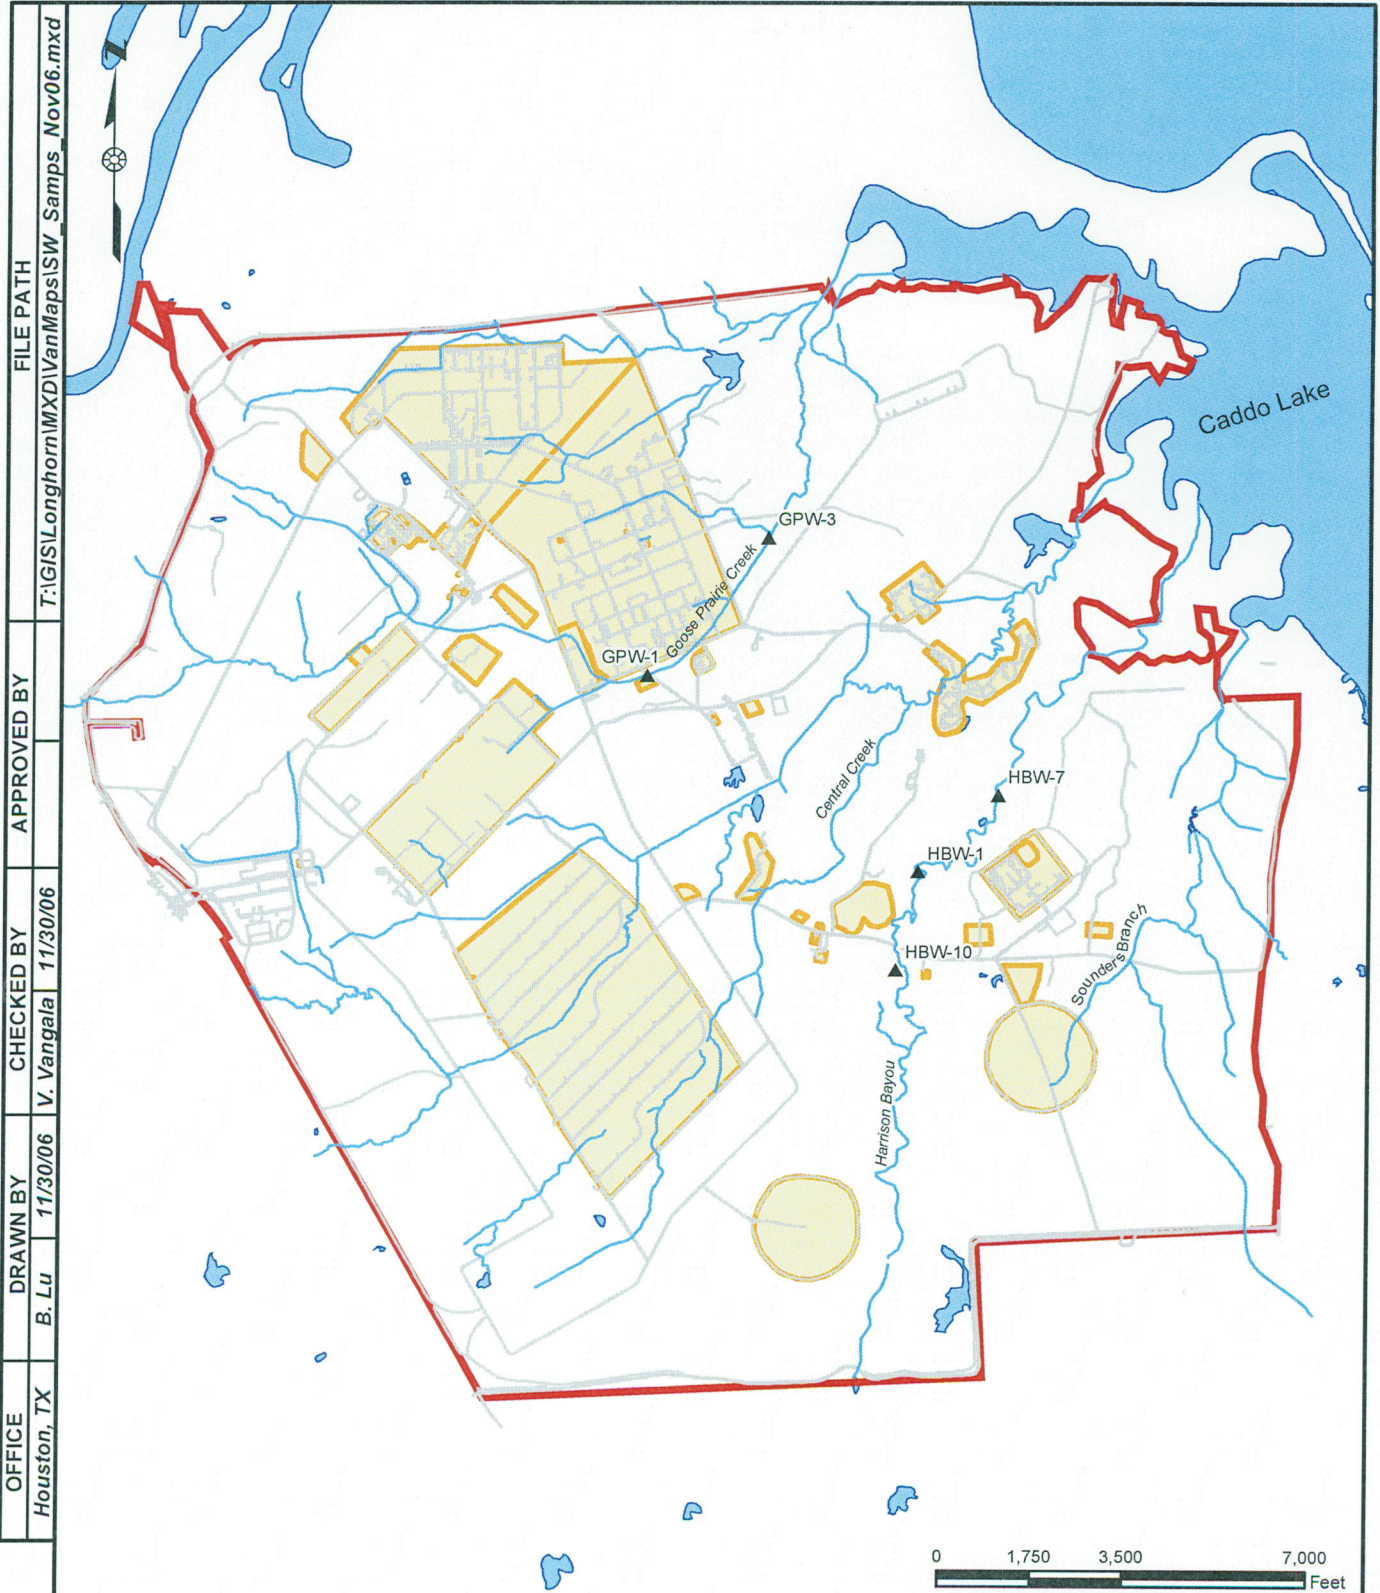 OFFICE
Houston, TX
DRAWN BY
B. Lu
11/30/06
CHECKED BY
V. Vangala
11/30/06
APPROVED BY
FILE PATH
T:\GIS\Longhorn\MXD\VanMaps\SW_Samps_Nov06.mxd
N
Caddo Lake
GPW-3
Goose Prairie Creek
GPW-1
Central Creek
HBW-7
HBW-1
HBW-10
Sounders Branch
Harrison Bayou
0 1,750 3,500 7,000
Feet